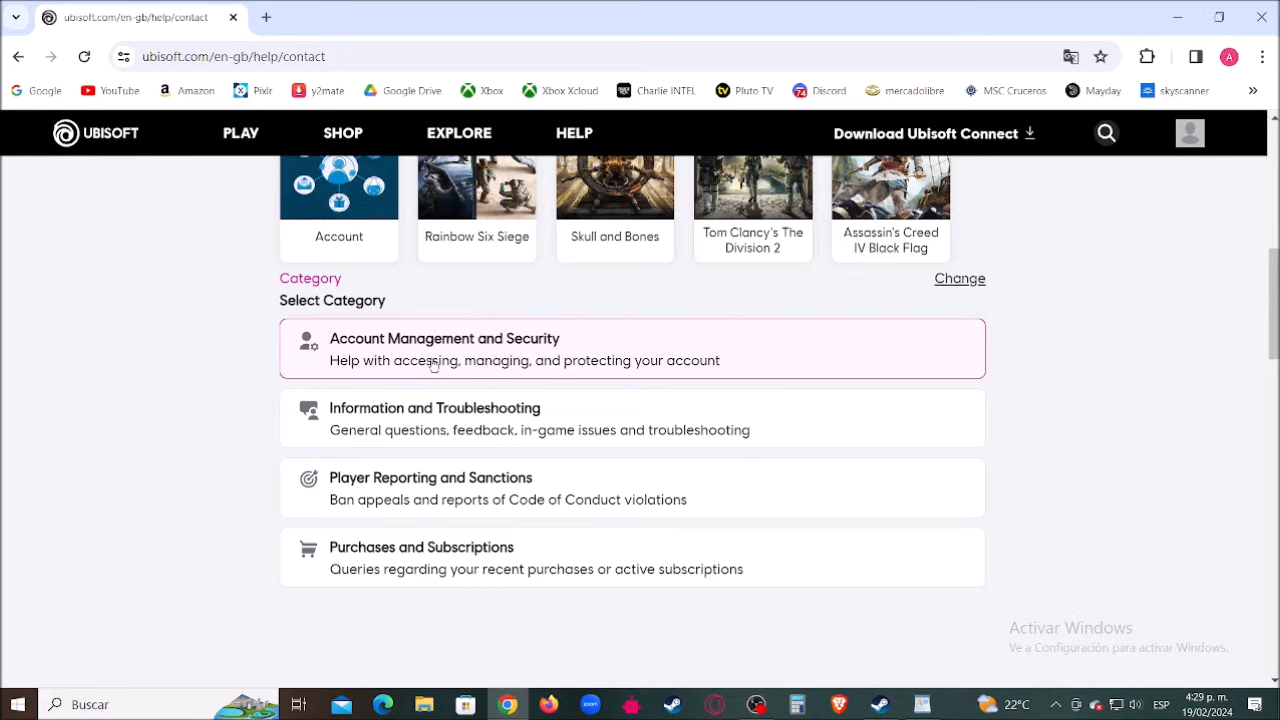 ubisoft.com/en-gb/help/contact
ubisoft.com/en-gb/help/contact
A
Google YouTube Amazon Pixlr y2mate Google Drive Xbox Xbox Xcloud Charlie INTEL Pluto TV Discord mercadolibre MSC Cruceros Mayday skyscanner
UBISOFT PLAY SHOP EXPLORE HELP Download Ubisoft Connect
Account
Rainbow Six Siege
Skull and Bones
Tom Clancy's The
Division 2
Assassin's Creed
IV Black Flag
Category Change
Select Category
Account Management and Security
Help with accessing, managing, and protecting your account
Information and Troubleshooting
General questions, feedback, in-game issues and troubleshooting
Player Reporting and Sanctions
Ban appeals and reports of Code of Conduct violations
Purchases and Subscriptions
Queries regarding your recent purchases or active subscriptions
Activar Windows
Ve a Configuración para activar Windows.
Buscar
zoom
22°C
ESP
4:29 p. m.
19/02/2024